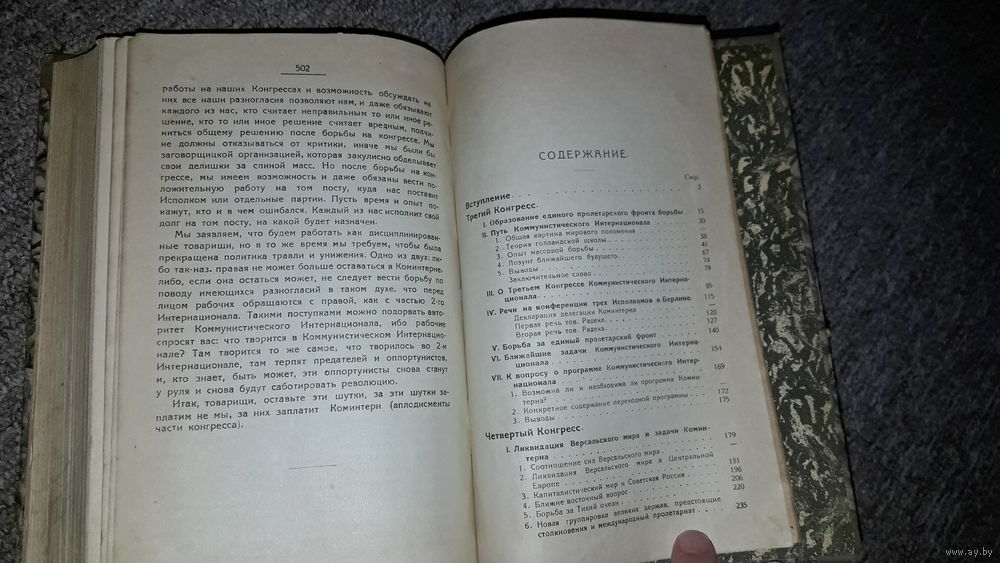 502
работы на наших Конгрессах и возможность обсуждать на
них все наши разногласия позволяют нам, и даже обязывают
каждого из нас, кто считает неправильным то или иное ре-
шение, кто то или иное решение считает вредным, подчи-
ниться общему решению после борьбы на конгрессе. Мы
не должны отказываться от критики, иначе мы были бы
заговорщицкой организацией, которая закулисно обделывает
свои делишки за спиной масс. Но после борьбы на кон-
грессе, мы имеем возможность и даже обязаны вести по-
ложительную работу на том посту, куда нас поставит
Исполком или отдельные партии. Пусть время и опыт по-
кажут, кто и в чем ошибался. Каждый из нас исполнит свой
долг на том посту, на какой будет назначен.
Мы заявляем, что будем работать как дисциплинирован-
ные товарищи, но в то же время мы требуем, чтобы была
прекращена политика травли и унижения. Одно из двух: ли-
бо так-наз. правая не может больше оставаться в Коминтерне,
либо, если она остаться может, не следует вести борьбу по
поводу имеющихся разногласий в таком духе, что перед
лицом рабочих обращаются с правой, как с частью 2-го
Интернационала. Такими поступками можно подорвать авто-
ритет Коммунистического Интернационала, ибо рабочие
спросят вас: что творится в Коммунистическом Интернацио-
нале? Там творится то же самое, что творилось во 2-м
Интернационале, там терпят предателей и оппортунистов,
и, кто знает, быть может, эти оппортунисты снова станут
у руля и снова будут саботировать революцию.
Итак, товарищи, оставьте эти шутки, за эти шутки за-
платим не мы, за них заплатит Коминтерн (аплодисменты
части конгресса).
СОДЕРЖАНИЕ
Стр.
Вступление. . . . . . . . . . 3
Третий Конгресс.
I. Образование единого пролетарского фронта борьбы 15
II. Путь Коммунистического Интернационала . . . . 30
1. Общая картина мирового положения . . . . —
2. Теория голландской школы . . . . 38
3. Опыт массовой борьбы . . . . 41
4. Лозунг ближайшего будущего. . . . . 67
5. Выводы . . . . 74
Заключительное слово . . . . 79
III. О Третьем Конгрессе Коммунистического Интерна-
ционала. . . . . 95
IV. Речи на конференции трех Исполкомов в Берлине. 115
Декларация делегации Коминтерна . . . . —
Первая речь тов. Радека. . . . . 120
Вторая речь тов. Радека. . . . . 127
V. Борьба за единый пролетарский фронт . . . . 140
VI. Ближайшие задачи Коммунистического Интерна-
ционала . . . . 154
VII. К вопросу о программе Коммунистического Интер-
национала . . . . 169
1. Возможна ли и необходима ли программа Комин-
терна? . . . . —
2. Конкретное содержание переходной программы . 172
3. Выводы . . . . 175
Четвертый Конгресс.
I. Ликвидация Версальского мира и задачи Комин-
терна . . . . 179
1. Соотношение сил Версальского мира . . . . —
2. Ликвидация Версальского мира в Центральной
Европе . . . . 181
3. Капиталистический мир и Советская Россия . . . 196
4. Ближне восточный вопрос . . . . 206
5. Борьба за Тихий океан . . . . 220
6. Новая группировка великих держав, предстоящие
столкновения и международный пролетариат . . . 235
www.ay.by